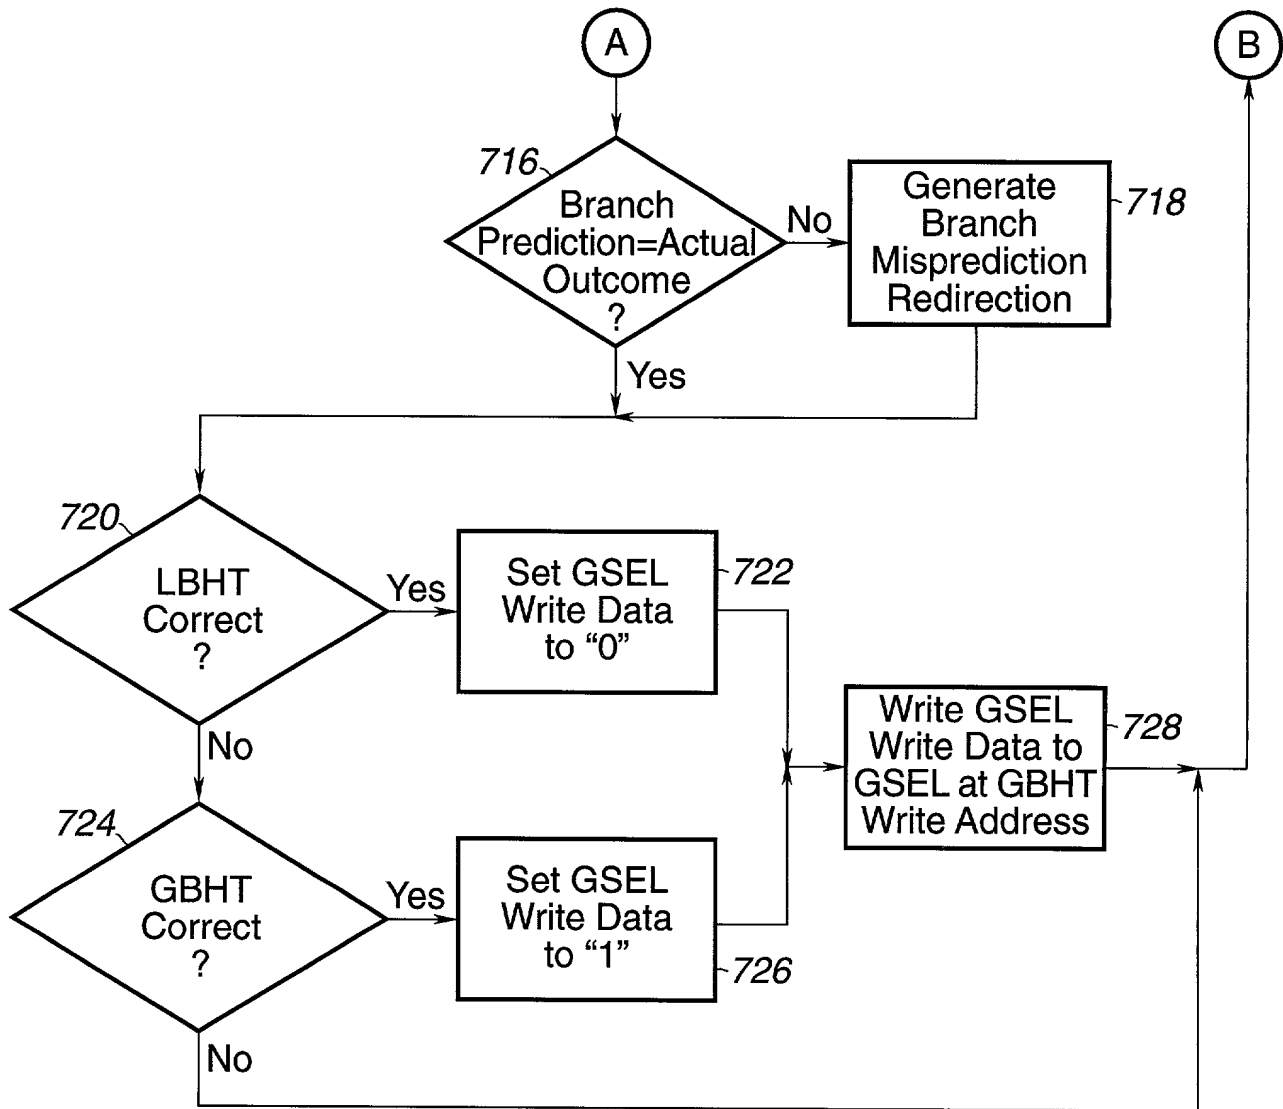 A
B
716
Branch
Prediction=Actual
Outcome
?
No
Generate
Branch
Misprediction
Redirection
718
Yes
720
LBHT
Correct
?
Yes
Set GSEL
Write Data
to “0”
722
No
Write GSEL
Write Data to
GSEL at GBHT
Write Address
728
724
GBHT
Correct
?
Yes
Set GSEL
Write Data
to “1”
726
No